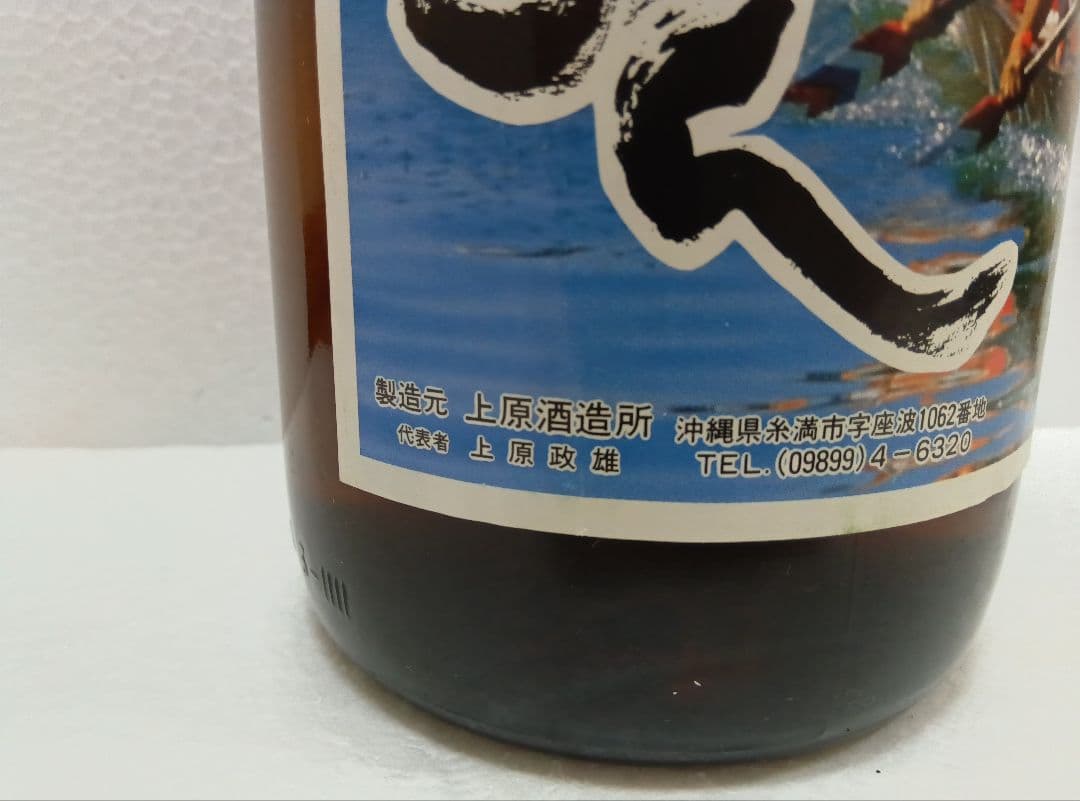 製造元 上原酒造所 沖縄県糸満市字座波1062番地
代表者 上原政雄 TEL.(09899)4-6320
3-